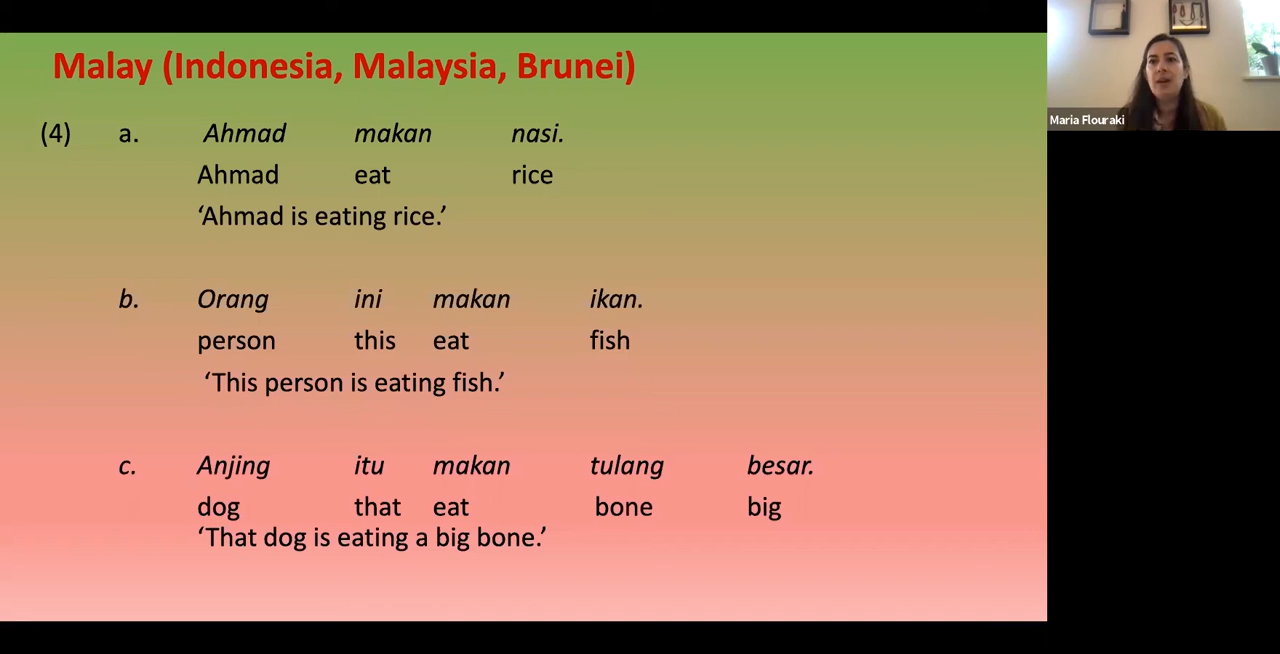 Malay (Indonesia, Malaysia, Brunei)
(4) a. Ahmad makan nasi.
Ahmad eat rice
‘Ahmad is eating rice.’
b. Orang ini makan ikan.
person this eat fish
‘This person is eating fish.’
c. Anjing itu makan tulang besar.
dog that eat bone big
‘That dog is eating a big bone.’
Maria Flouraki